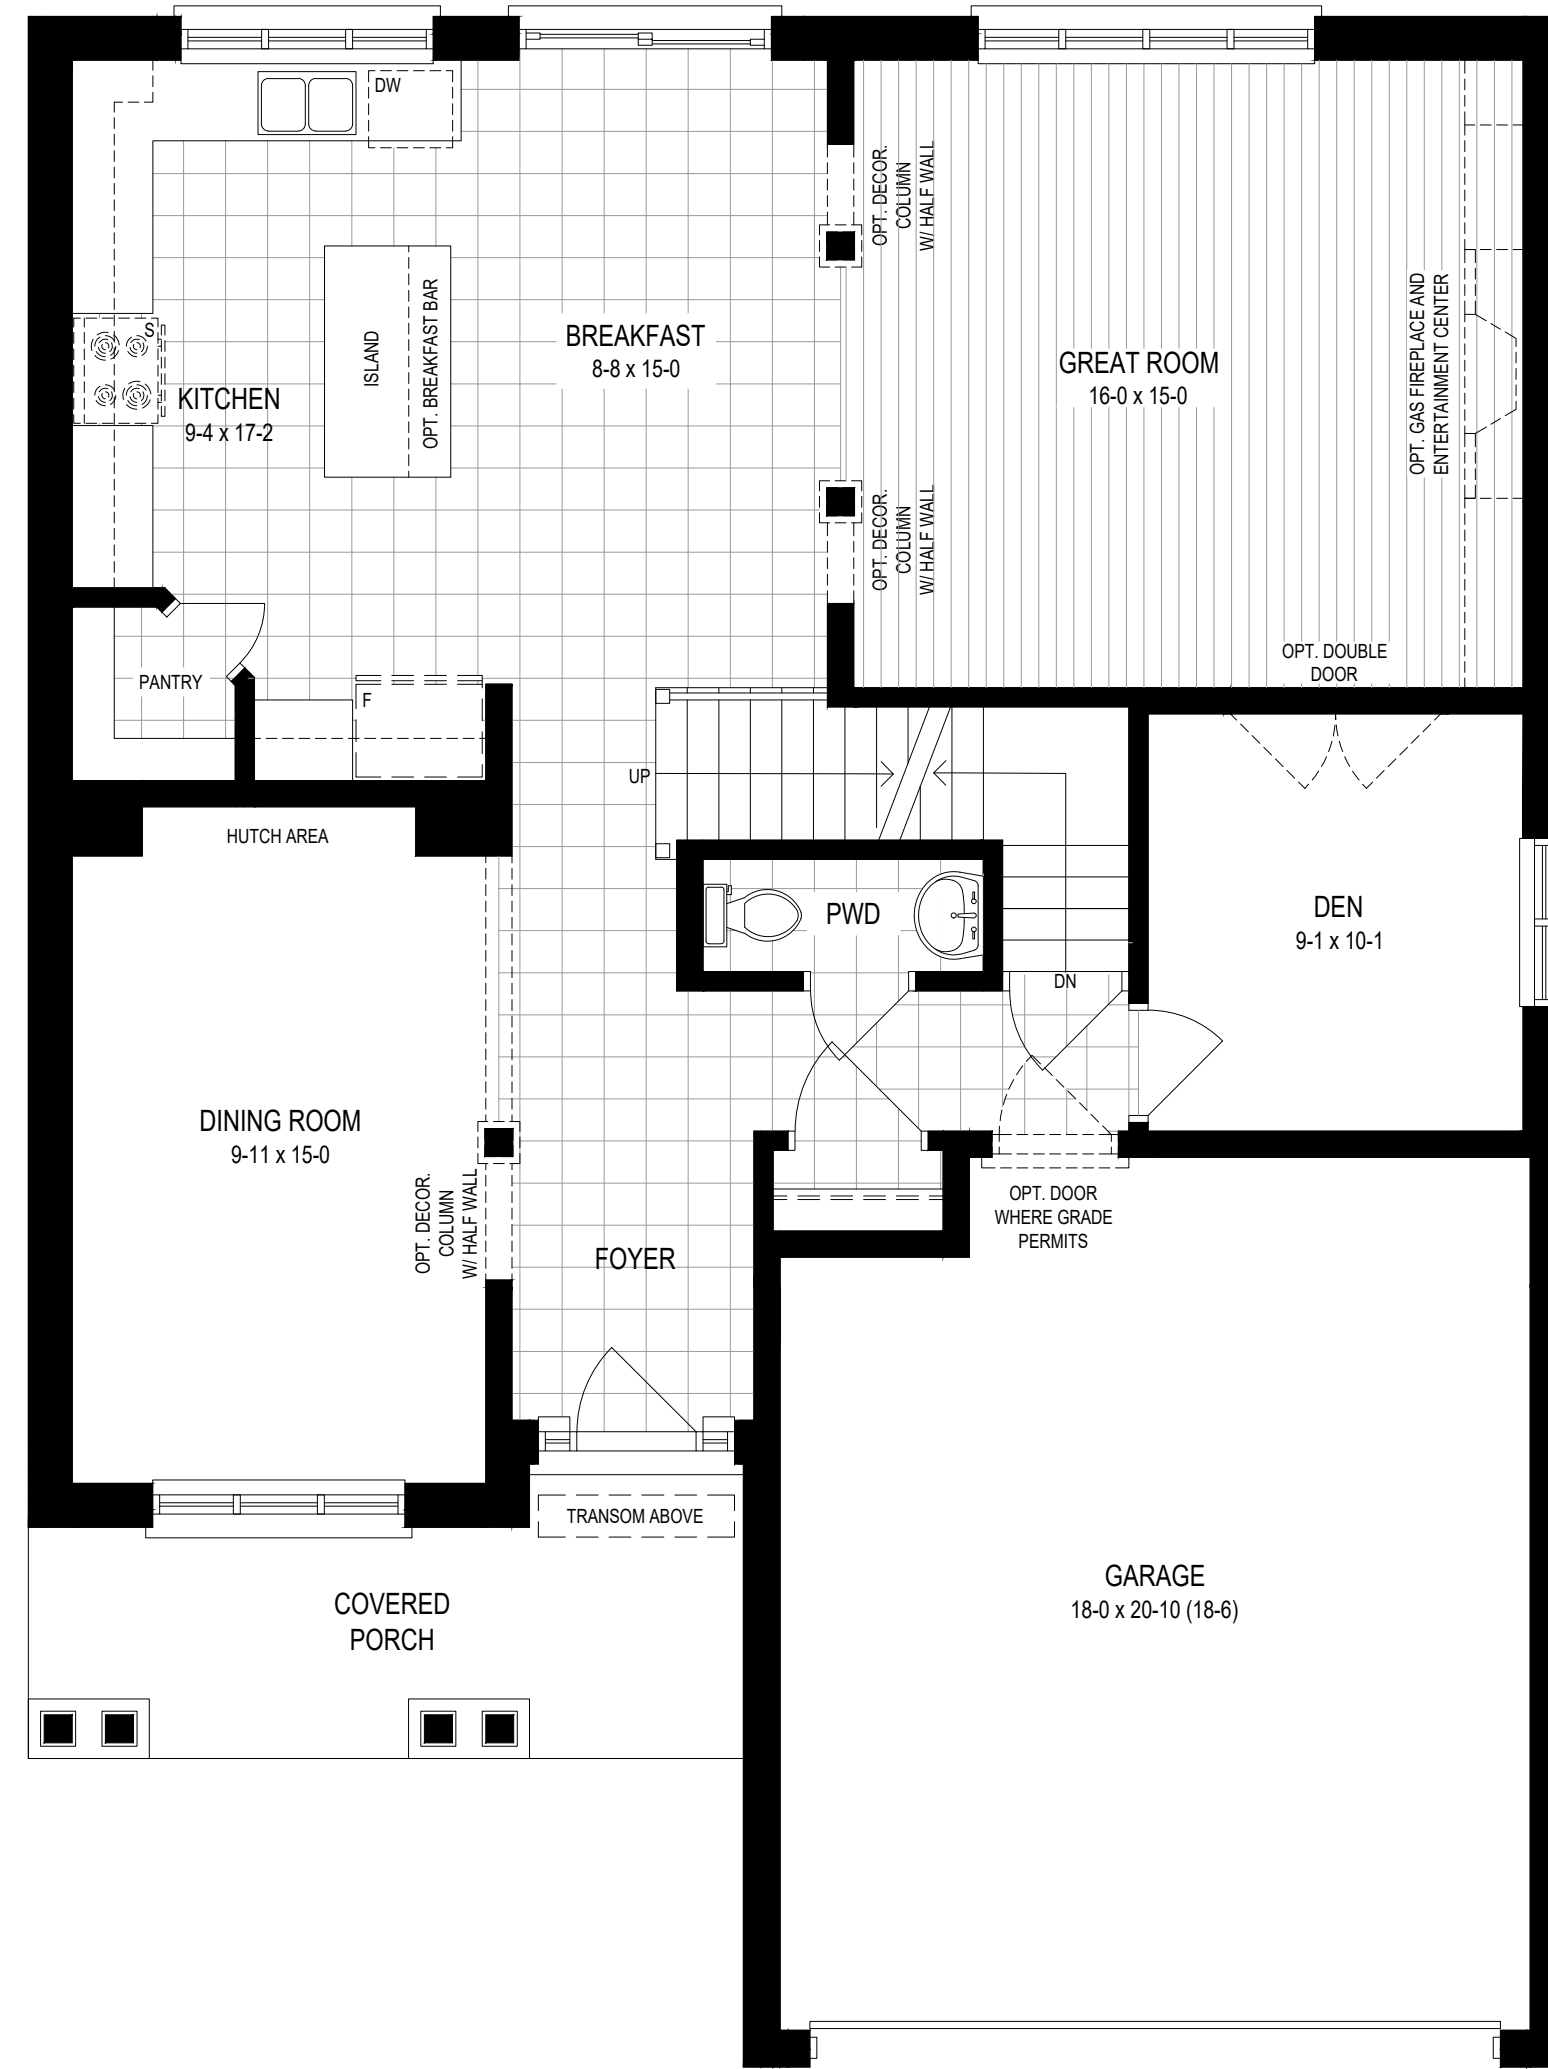 DW
OPT. DECOR.
COLUMN
W/ HALF WALL
S
KITCHEN
9-4 x 17-2
ISLAND
OPT. BREAKFAST BAR
BREAKFAST
8-8 x 15-0
GREAT ROOM
16-0 x 15-0
OPT. GAS FIREPLACE AND
ENTERTAINMENT CENTER
OPT. DECOR.
COLUMN
W/ HALF WALL
OPT. DOUBLE
DOOR
PANTRY
F
UP
HUTCH AREA
PWD
DEN
9-1 x 10-1
DN
DINING ROOM
9-11 x 15-0
OPT. DECOR.
COLUMN
W/ HALF WALL
OPT. DOOR
WHERE GRADE
PERMITS
FOYER
TRANSOM ABOVE
COVERED
PORCH
GARAGE
18-0 x 20-10 (18-6)